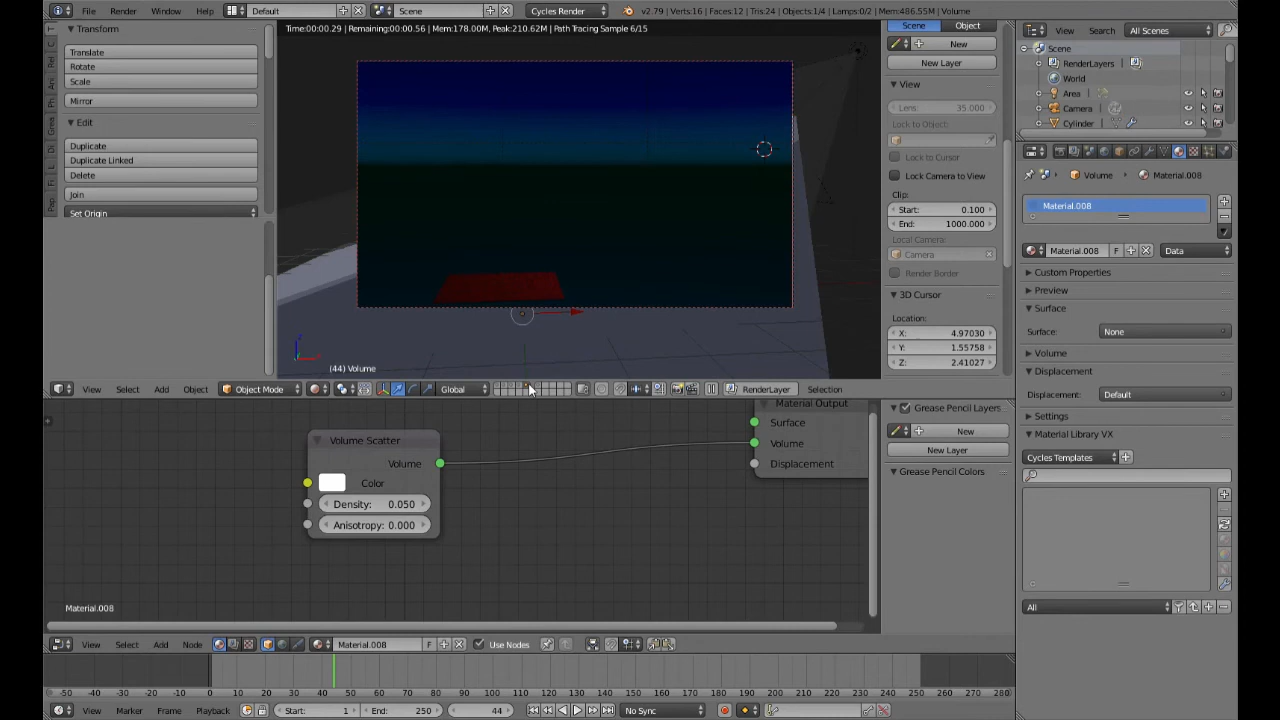 File Render Window Help Default Scene Cycles Render v2.79 | Verts:16 | Faces:12 | Tris:24 | Objects:1/4 | Lamps:0/2 | Mem:486.55M | Volume
Time:00:00.29 | Remaining:00:00.56 | Mem:178.00M, Peak:210.62M | Path Tracing Sample 6/15
Transform
Translate
Rotate
Scale
Mirror
Edit
Duplicate
Duplicate Linked
Delete
Join
Set Origin
(44) Volume
View Select Add Object Object Mode Global RenderLayer Selection
Scene Object
New
New Layer
View
Lens: 35.000
Lock to Object:
Lock to Cursor
Lock Camera to View
Clip:
Start: 0.100
End: 1000.000
Local Camera:
Camera
Render Border
3D Cursor
Location:
X: 4.97030
Y: 1.55758
Z: 2.41027
View Search All Scenes
Scene
RenderLayers
World
Area
Camera
Cylinder
Volume Material.008
Material.008
Material.008 F Data
Custom Properties
Preview
Surface
Surface: None
Volume
Displacement
Displacement: Default
Settings
Material Library VX
Cycles Templates
All
Volume Scatter
Volume
Color
Density: 0.050
Anisotropy: 0.000
Material Output
Surface
Volume
Displacement
Material.008
Grease Pencil Layers
New
New Layer
Grease Pencil Colors
View Select Add Node Material.008 F Use Nodes
-50 -40 -30 -20 -10 0 10 20 30 40 50 60 70 80 90 100 110 120 130 140 150 160 170 180 190 200 210 220 230 240 250 260 270 280
View Marker Frame Playback Start: 1 End: 250 44 No Sync